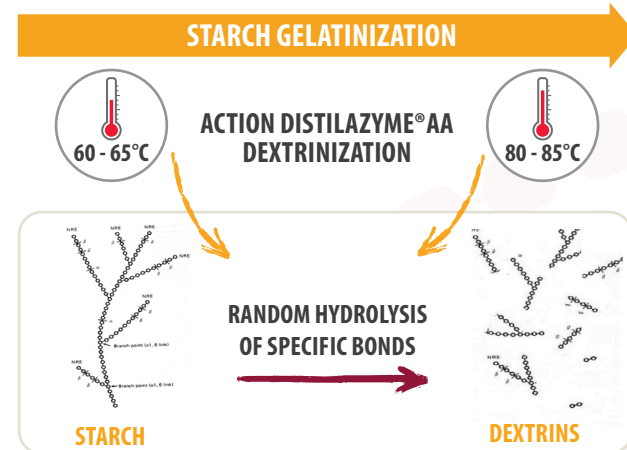 STARCH GELATINIZATION
60 - 65°C
ACTION DISTILAZYME® AA
DEXTRINIZATION
80 - 85°C
NRE
NRE
NRE
NRE
NRE
Branch point (α1, 6 link)
NRE
Branch point (α1, 6 link)
RANDOM HYDROLYSIS
OF SPECIFIC BONDS
NRE
STARCH
DEXTRINS